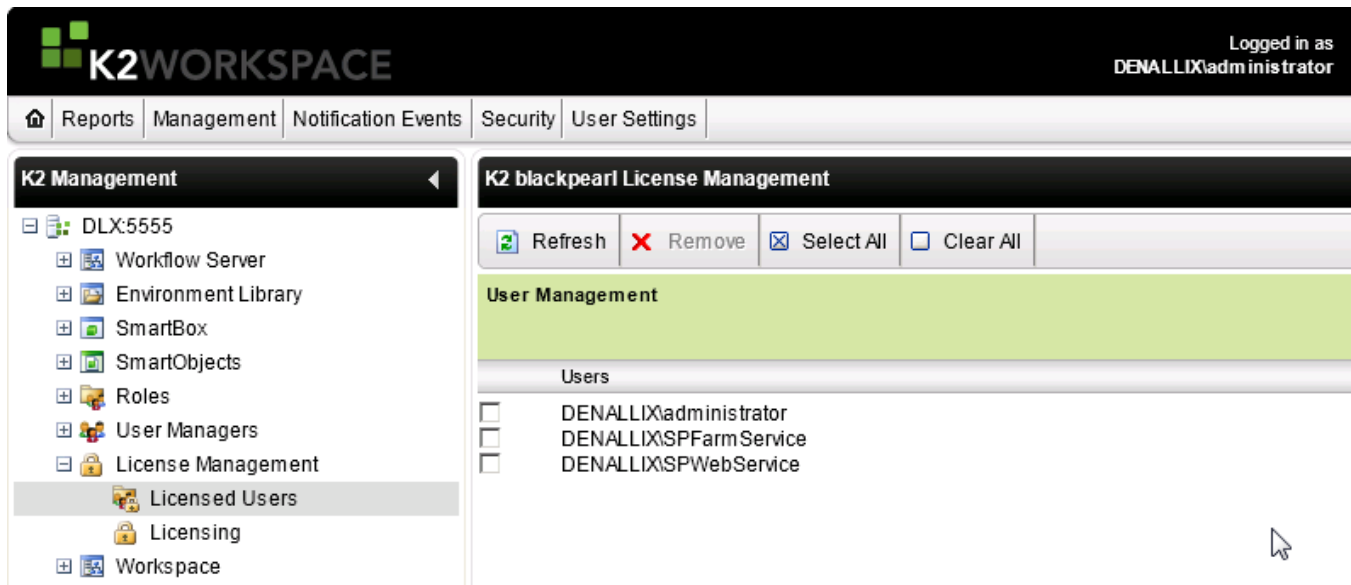 K2WORKSPACE
Logged in as
DENALLIX\administrator
Reports Management Notification Events Security User Settings
K2 Management
DLX:5555
Workflow Server
Environment Library
SmartBox
SmartObjects
Roles
User Managers
License Management
Licensed Users
Licensing
Workspace
K2 blackpearl License Management
Refresh Remove Select All Clear All
User Management
Users
DENALLIX\administrator
DENALLIX\SPFarmService
DENALLIX\SPWebService